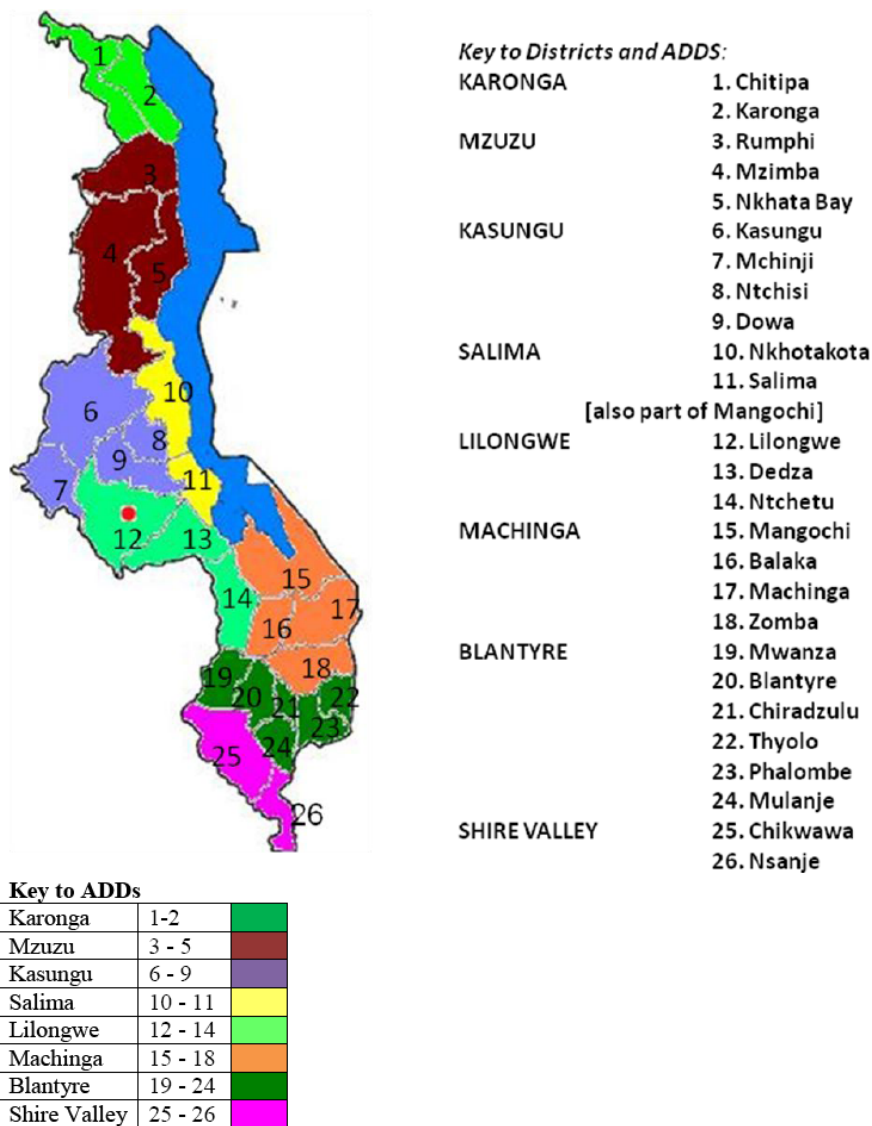 1
2
3
4
5
6
7
8
9
10
11
12
13
14
15
16
17
18
19
20
21
22
23
24
25
26
Key to Districts and ADDS:
KARONGA 1. Chitipa
2. Karonga
MZUZU 3. Rumphi
4. Mzimba
5. Nkhata Bay
KASUNGU 6. Kasungu
7. Mchinji
8. Ntchisi
9. Dowa
SALIMA 10. Nkhotakota
11. Salima
[also part of Mangochi]
LILONGWE 12. Lilongwe
13. Dedza
14. Ntchetu
MACHINGA 15. Mangochi
16. Balaka
17. Machinga
18. Zomba
BLANTYRE 19. Mwanza
20. Blantyre
21. Chiradzulu
22. Thyolo
23. Phalombe
24. Mulanje
SHIRE VALLEY 25. Chikwawa
26. Nsanje
Key to ADDs
Karonga 1-2
Mzuzu 3 - 5
Kasungu 6 - 9
Salima 10 - 11
Lilongwe 12 - 14
Machinga 15 - 18
Blantyre 19 - 24
Shire Valley 25 - 26